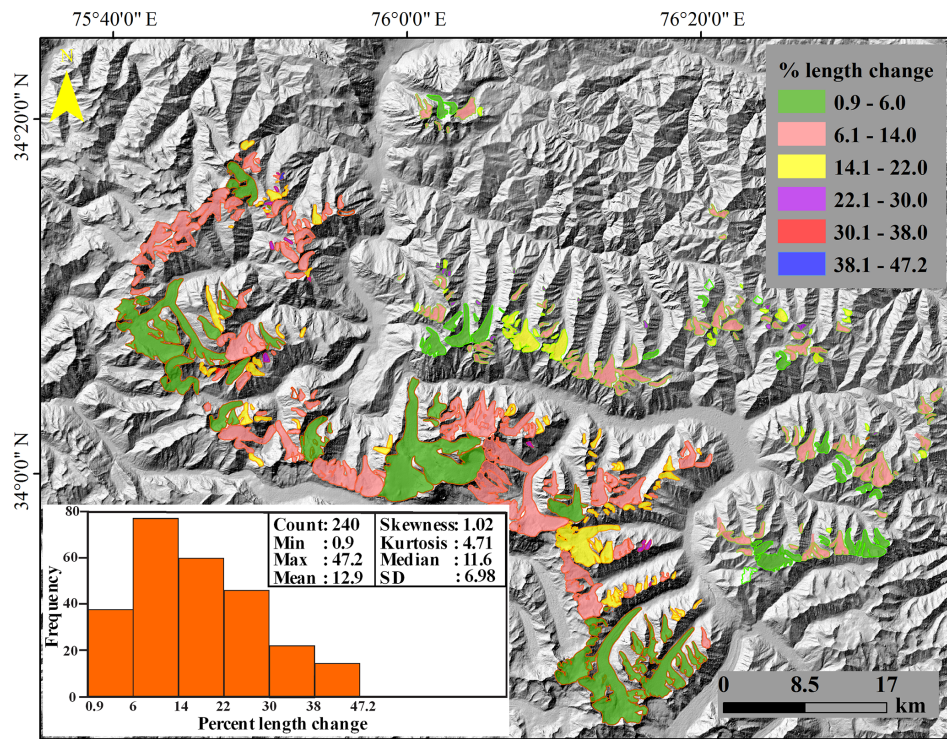 75°40'0" E
76°0'0" E
76°20'0" E
34°20'0" N
34°0'0" N
% length change
0.9 - 6.0
6.1 - 14.0
14.1 - 22.0
22.1 - 30.0
30.1 - 38.0
38.1 - 47.2
80
60
40
20
0
Frequency
Count: 240
Min : 0.9
Max : 47.2
Mean : 12.9
Skewness: 1.02
Kurtosis : 4.71
Median : 11.6
SD : 6.98
0.9 6 14 22 30 38 47.2
Percent length change
0 8.5 17
km